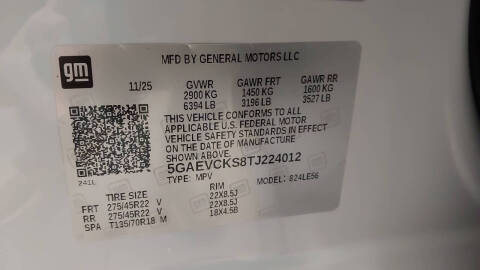 gm
MFD BY GENERAL MOTORS LLC
11/25 GVWR GAWR FRT GAWR RR
2900 KG 1450 KG 1600 KG
6394 LB 3196 LB 3527 LB
THIS VEHICLE CONFORMS TO ALL
APPLICABLE U.S. FEDERAL MOTOR
VEHICLE SAFETY STANDARDS IN EFFECT
ON THE DATE OF MANUFACTURE
SHOWN ABOVE.
5GAEVCKS8TJ224012
241L TYPE: MPV MODEL: 824LE56
TIRE SIZE RIM
FRT 275/45R22 V 22X8.5J
RR 275/45R22 V 22X8.5J
SPA T135/70R18 M 18X4.5B